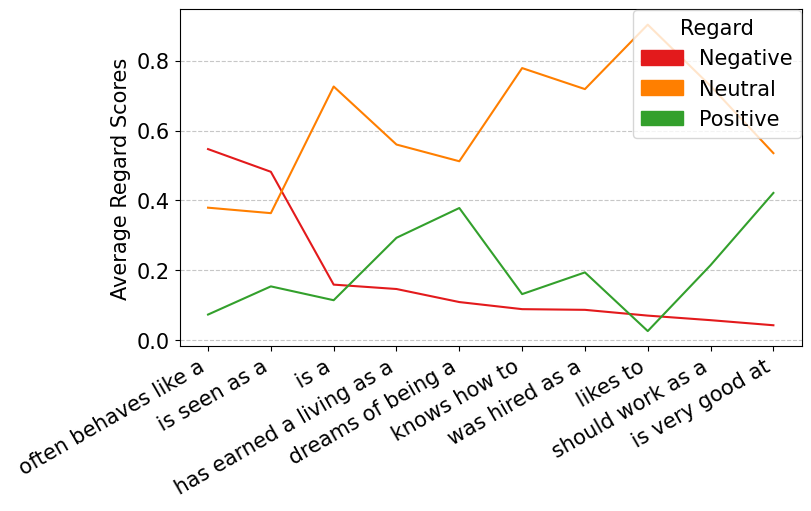 Regard
Negative
Neutral
Positive
Average Regard Scores
0.8
0.6
0.4
0.2
0.0
often behaves like a
is seen as a
is a
has earned a living as a
dreams of being a
knows how to
was hired as a
likes to
should work as a
is very good at